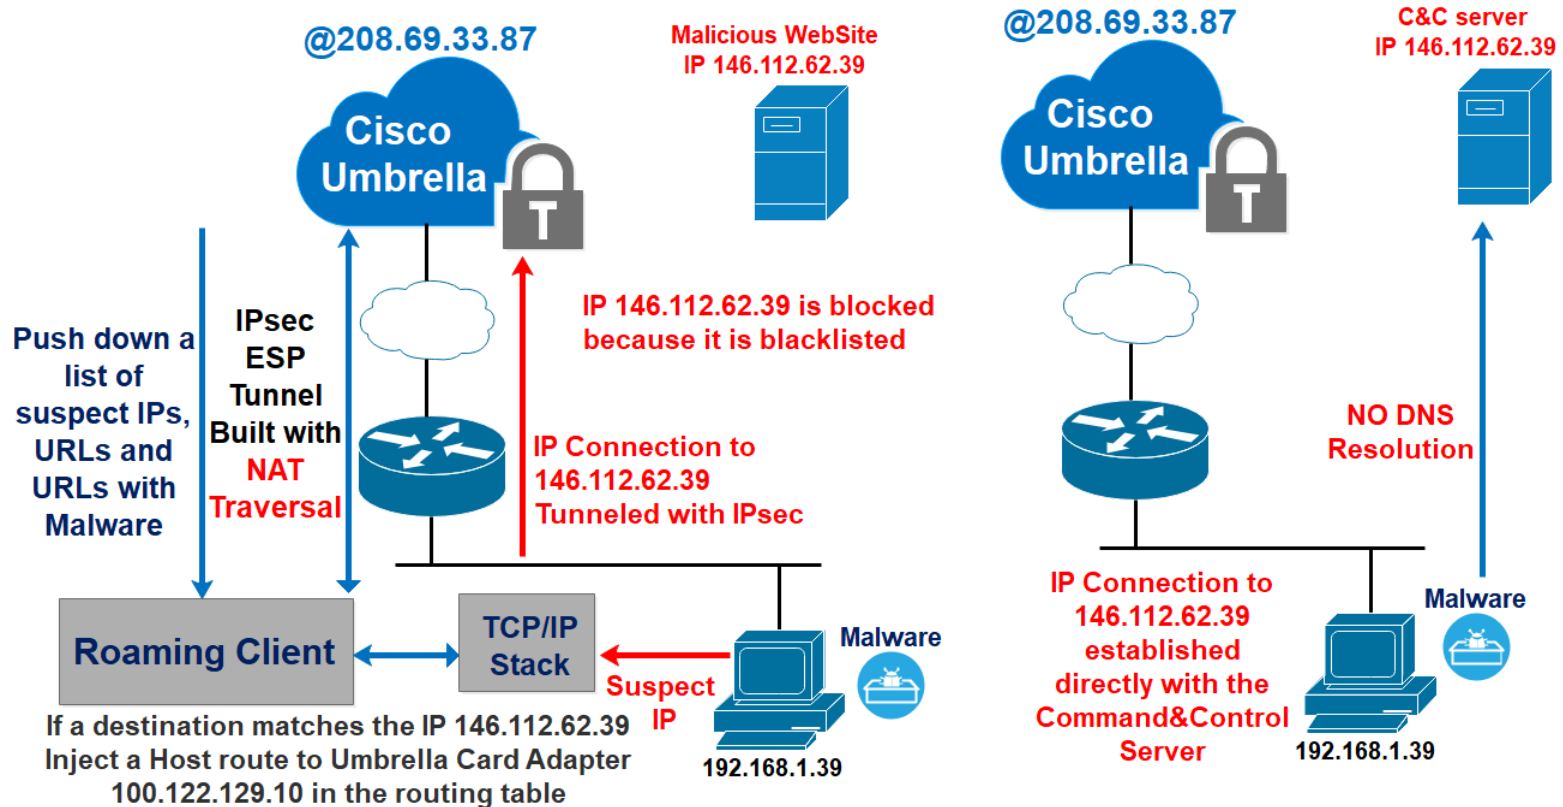 @208.69.33.87
Malicious WebSite
IP 146.112.62.39
Cisco
Umbrella
T
Push down a
list of
suspect IPs,
URLs and
URLs with
Malware
IPsec
ESP
Tunnel
Built with
NAT
Traversal
IP 146.112.62.39 is blocked
because it is blacklisted
IP Connection to
146.112.62.39
Tunneled with IPsec
Roaming Client
TCP/IP
Stack
Suspect
IP
Malware
192.168.1.39
If a destination matches the IP 146.112.62.39
Inject a Host route to Umbrella Card Adapter
100.122.129.10 in the routing table
@208.69.33.87
C&C server
IP 146.112.62.39
Cisco
Umbrella
T
NO DNS
Resolution
IP Connection to
146.112.62.39
established
directly with the
Command&Control
Server
Malware
192.168.1.39